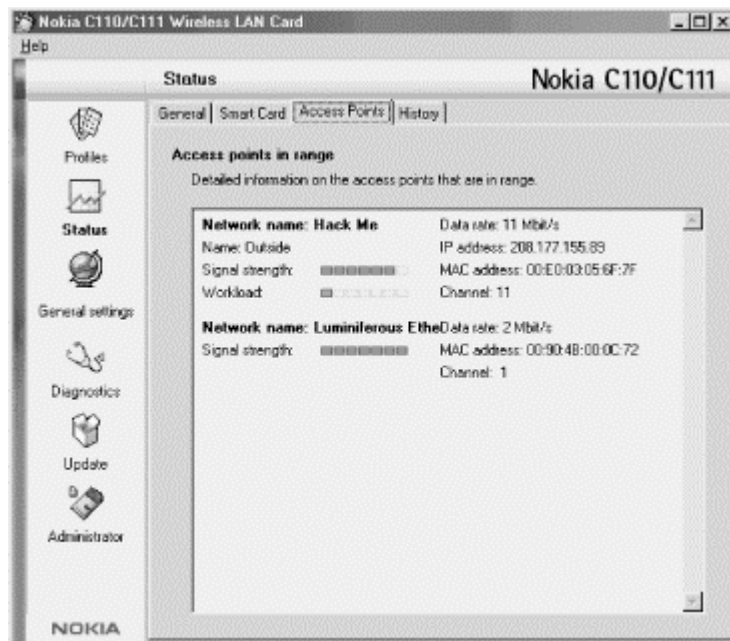 Nokia C110/C111 Wireless LAN Card
Help
Status
Nokia C110/C111
General Smart Card Access Points History
Profiles
Status
General settings
Diagnostics
Update
Administrator
NOKIA
Access points in range
Detailed information on the access points that are in range.
Network name: Hack Me Data rate: 11 Mbit/s
Name: Outside IP address: 208.177.155.89
Signal strength: MAC address: 00:E0:03:05:6F:7F
Workload: Channel: 11
Network name: Luminiferous Ethe Data rate: 2 Mbit/s
Signal strength: MAC address: 00:90:4B:00:0C:72
Channel: 1